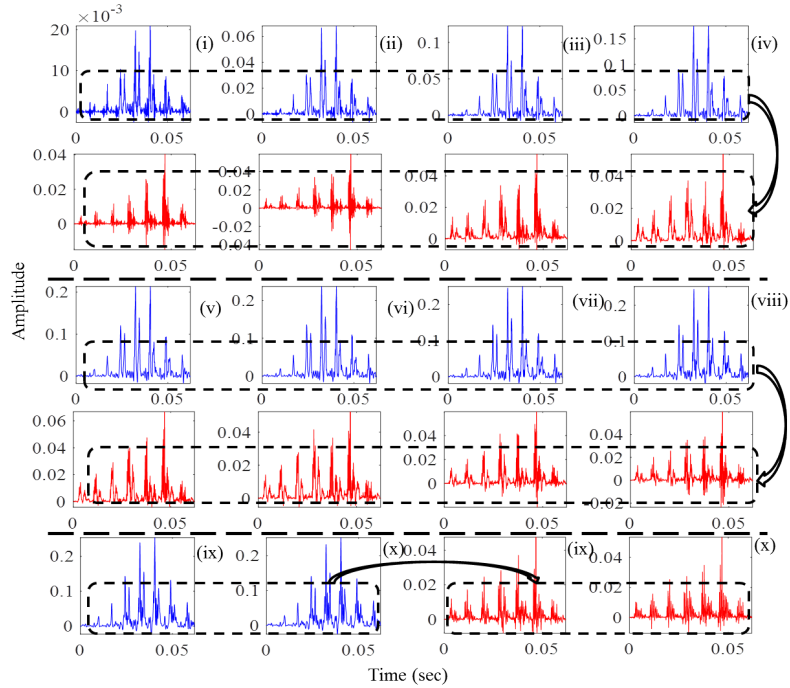 × 10⁻³
20 (i) 0.06 (ii) 0.1 (iii) 0.15 (iv)
10 0.04 0.05 0.1
0 0.02 0 0.05
0 0
0 0.05 0 0.05 0 0.05 0 0.05
0.04 0.04 0.04 0.04
0.02 0.02 0.02 0.02
0 0 0 0
-0.02
-0.04
0 0.05 0 0.05 0 0.05 0 0.05
Amplitude
0.2 (v) 0.2 (vi) 0.2 (vii) 0.2 (viii)
0.1 0.1 0.1 0.1
0 0 0 0
0 0.05 0 0.05 0 0.05 0 0.05
0.06 0.04 0.04 0.04
0.04 0.02 0.02 0.02
0.02 0 0 0
0 -0.02
0 0.05 0 0.05 0 0.05 0 0.05
0.2 (ix) 0.2 (x) 0.04 (ix) 0.04 (x)
0.1 0.1 0.02 0.02
0 0 0 0
0 0.05 0 0.05 0 0.05 0 0.05
Time (sec)